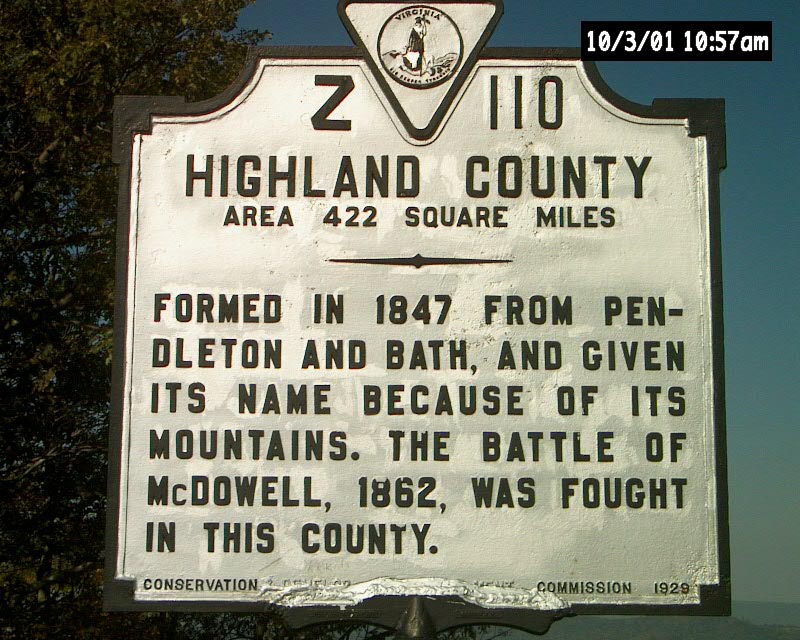 10/3/01 10:57am
VIRGINIA
Z 110
HIGHLAND COUNTY
AREA 422 SQUARE MILES
FORMED IN 1847 FROM PEN-
DLETON AND BATH, AND GIVEN
ITS NAME BECAUSE OF ITS
MOUNTAINS. THE BATTLE OF
McDOWELL, 1862, WAS FOUGHT
IN THIS COUNTY.
CONSERVATION COMMISSION 1929